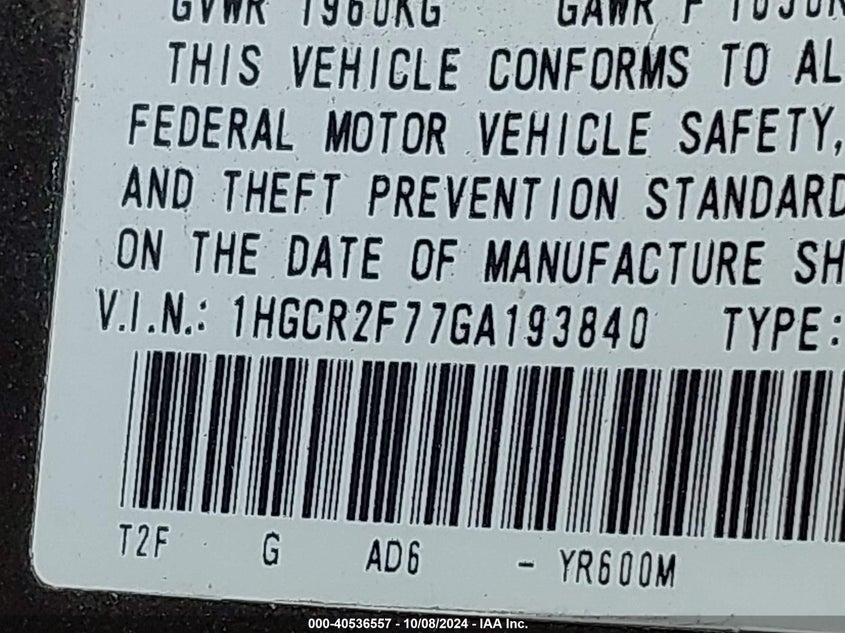 GVWR 1960KG GAWR F
THIS VEHICLE CONFORMS TO AL
FEDERAL MOTOR VEHICLE SAFETY,
AND THEFT PREVENTION STANDARD
ON THE DATE OF MANUFACTURE SH
V.I.N.: 1HGCR2F77GA193840 TYPE:
T2F G AD6 - YR600M
000-40536557 - 10/08/2024 - IAA Inc.